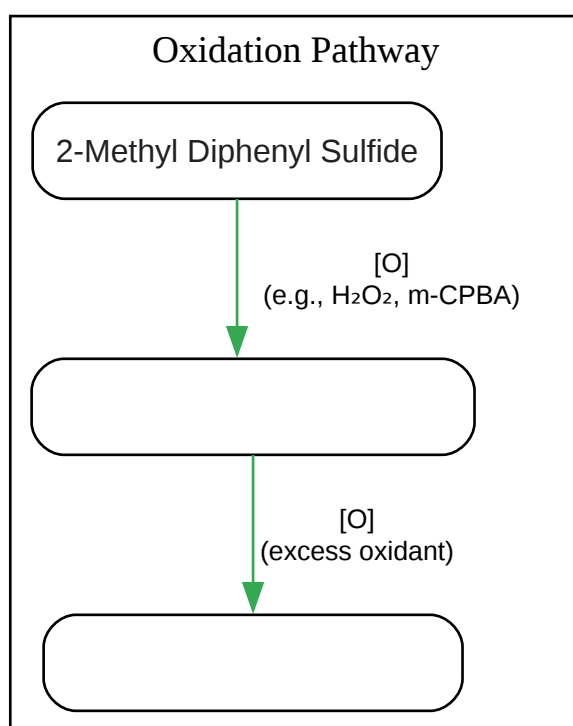 Oxidation Pathway
2-Methyl Diphenyl Sulfide
[O]
(e.g., H₂O₂, m-CPBA)
[O]
(excess oxidant)